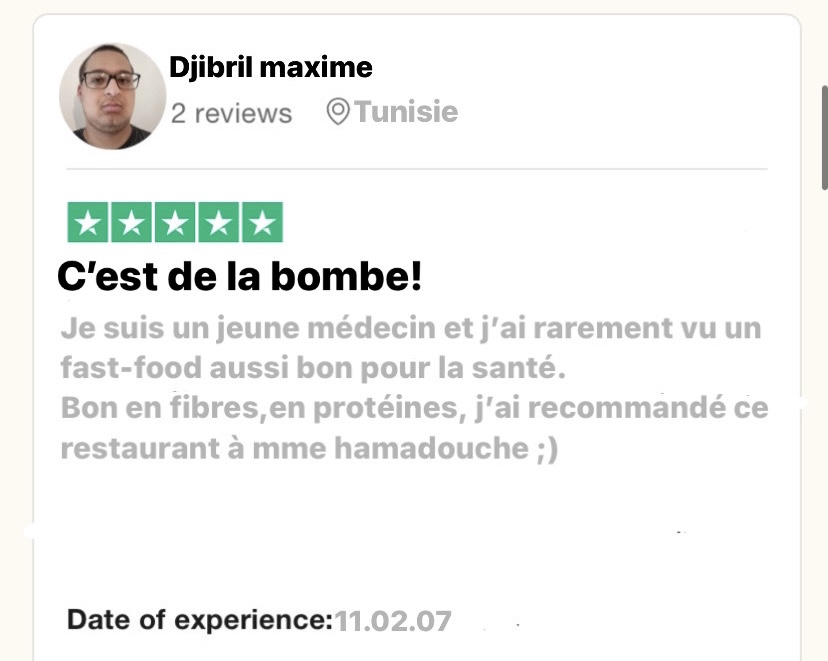 Djibril maxime
2 reviews Tunisie
C’est de la bombe!
Je suis un jeune médecin et j’ai rarement vu un
fast-food aussi bon pour la santé.
Bon en fibres,en protéines, j’ai recommandé ce
restaurant à mme hamadouche ;)
Date of experience:11.02.07